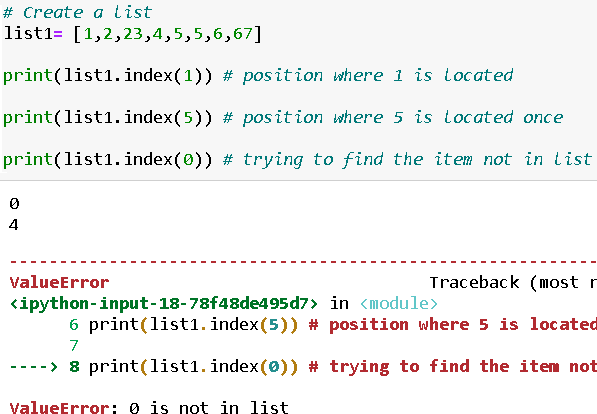 # Create a list
list1= [1,2,23,4,5,5,6,67]
print(list1.index(1)) # position where 1 is located
print(list1.index(5)) # position where 5 is located once
print(list1.index(0)) # trying to find the item not in list
0
4
---------------------------------------------------------------------------
ValueError Traceback (most
<ipython-input-18-78f48de495d7> in <module>
6 print(list1.index(5)) # position where 5 is located
7
----> 8 print(list1.index(0)) # trying to find the item not
ValueError: 0 is not in list